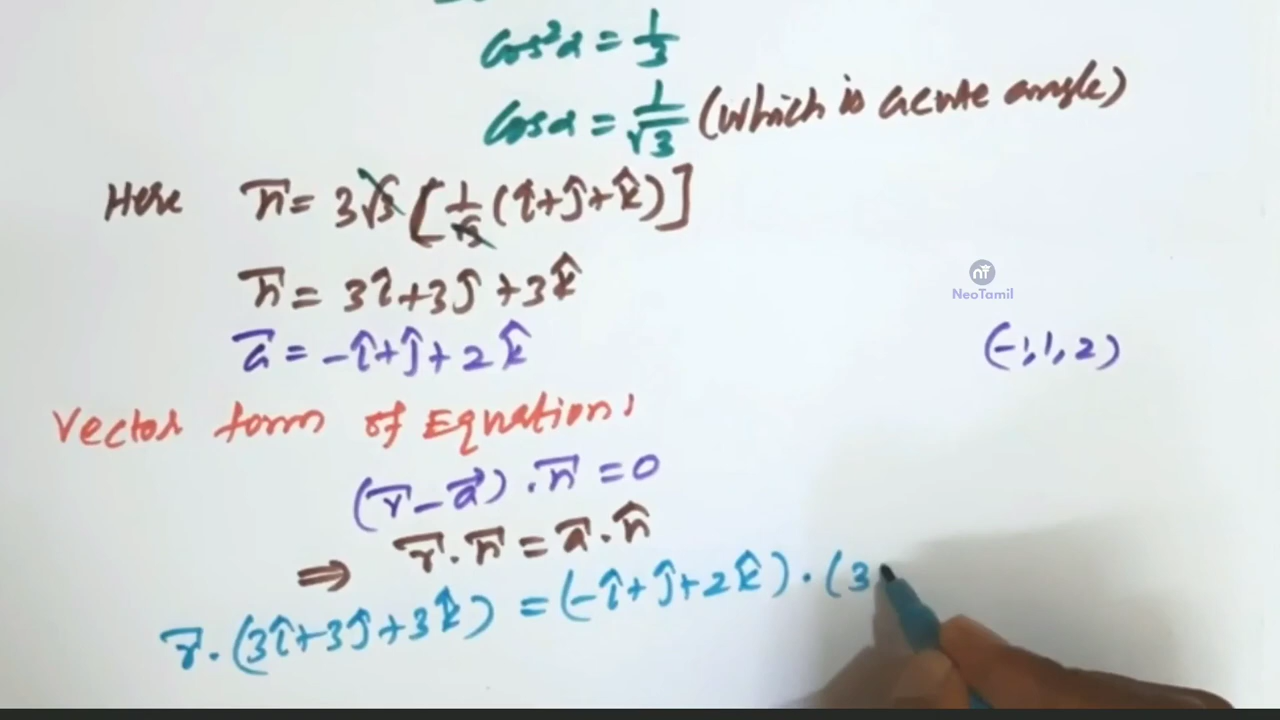 cos²α = 1/3
cosα = 1/√3 (which is acute angle)
Here n̄ = 3√3 [1/√3 (î+ĵ+k̂)]
n̄ = 3î+3ĵ+3k̂
NeoTamil
ā = -î+ĵ+2k̂
(-1,1,2)
Vector form of Equation:
(r̄-a⃗).n̄ = 0
⇒ r̄.n̄ = ā.n̂
r̄.(3î+3ĵ+3k̂) = (-î+ĵ+2k̂).(3